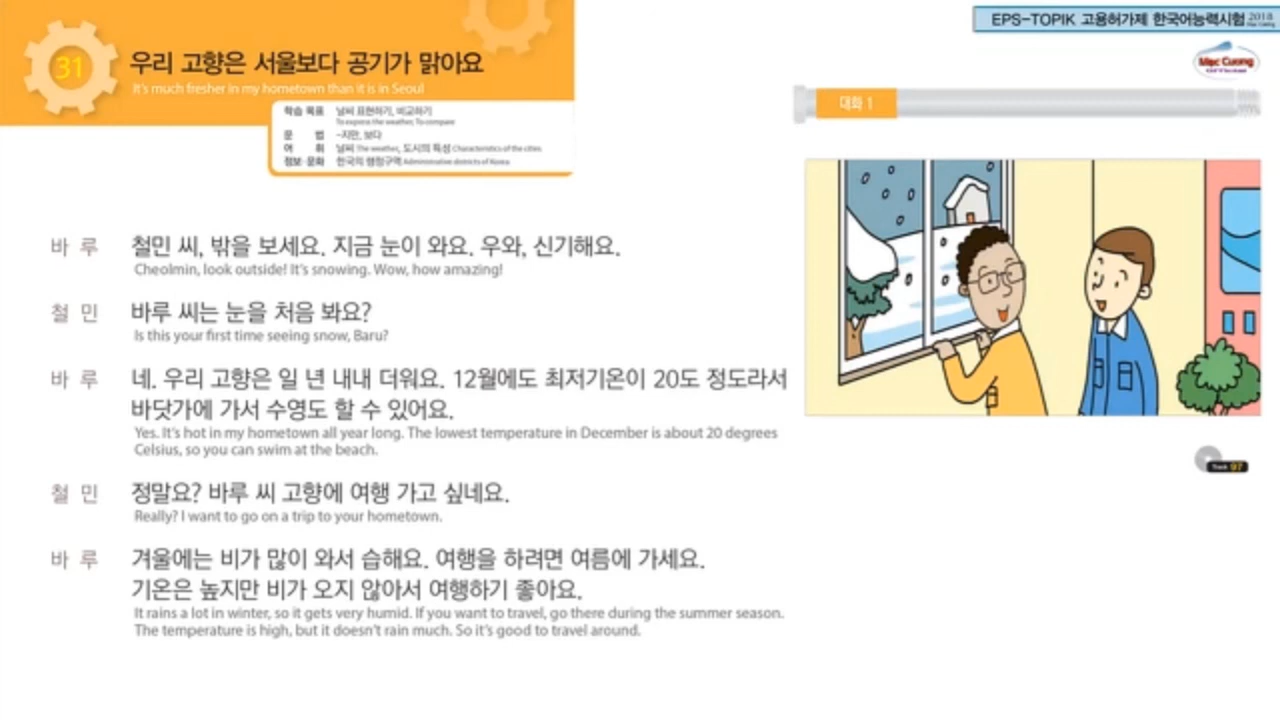 31
우리 고향은 서울보다 공기가 맑아요
It's much fresher in my hometown than it is in Seoul
학습 목표 날씨 표현하기, 비교하기
To express the weather, To compare
문 법 -지만, 보다
어 휘 날씨 The weather, 도시의 특성 Characteristics of the cities
정보·문화 한국의 행정구역 Administrative districts of Korea
EPS-TOPIK 고용허가제 한국어능력시험 2018
Mạc Cương
대화 1
바 루 철민 씨, 밖을 보세요. 지금 눈이 와요. 우와, 신기해요.
Cheolmin, look outside! It's snowing. Wow, how amazing!
철 민 바루 씨는 눈을 처음 봐요?
Is this your first time seeing snow, Baru?
바 루 네. 우리 고향은 일 년 내내 더워요. 12월에도 최저기온이 20도 정도라서
바닷가에 가서 수영도 할 수 있어요.
Yes. It's hot in my hometown all year long. The lowest temperature in December is about 20 degrees
Celsius, so you can swim at the beach.
철 민 정말요? 바루 씨 고향에 여행 가고 싶네요.
Really? I want to go on a trip to your hometown.
바 루 겨울에는 비가 많이 와서 습해요. 여행을 하려면 여름에 가세요.
기온은 높지만 비가 오지 않아서 여행하기 좋아요.
It rains a lot in winter, so it gets very humid. If you want to travel, go there during the summer season.
The temperature is high, but it doesn't rain much. So it's good to travel around.
Track 97